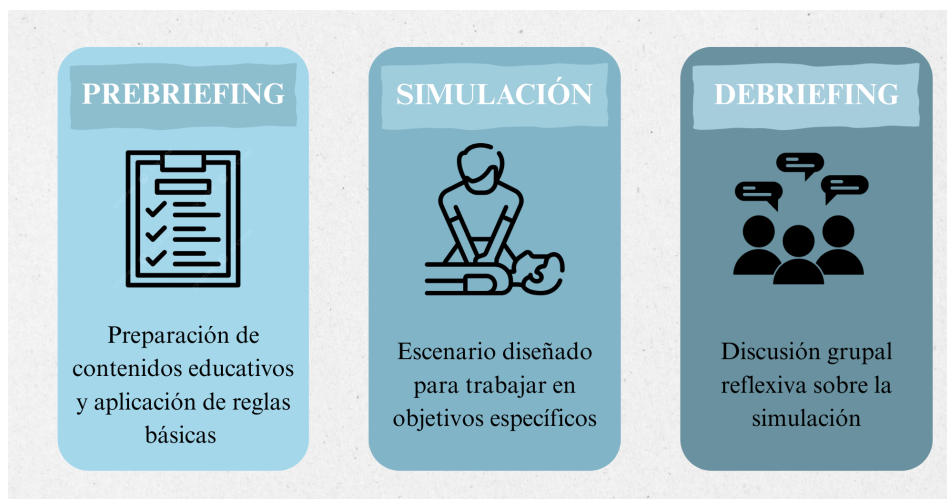 PREBRIEFING
Preparación de
contenidos educativos
y aplicación de reglas
básicas
SIMULACIÓN
Escenario diseñado
para trabajar en
objetivos específicos
DEBRIEFING
Discusión grupal
reflexiva sobre la
simulación